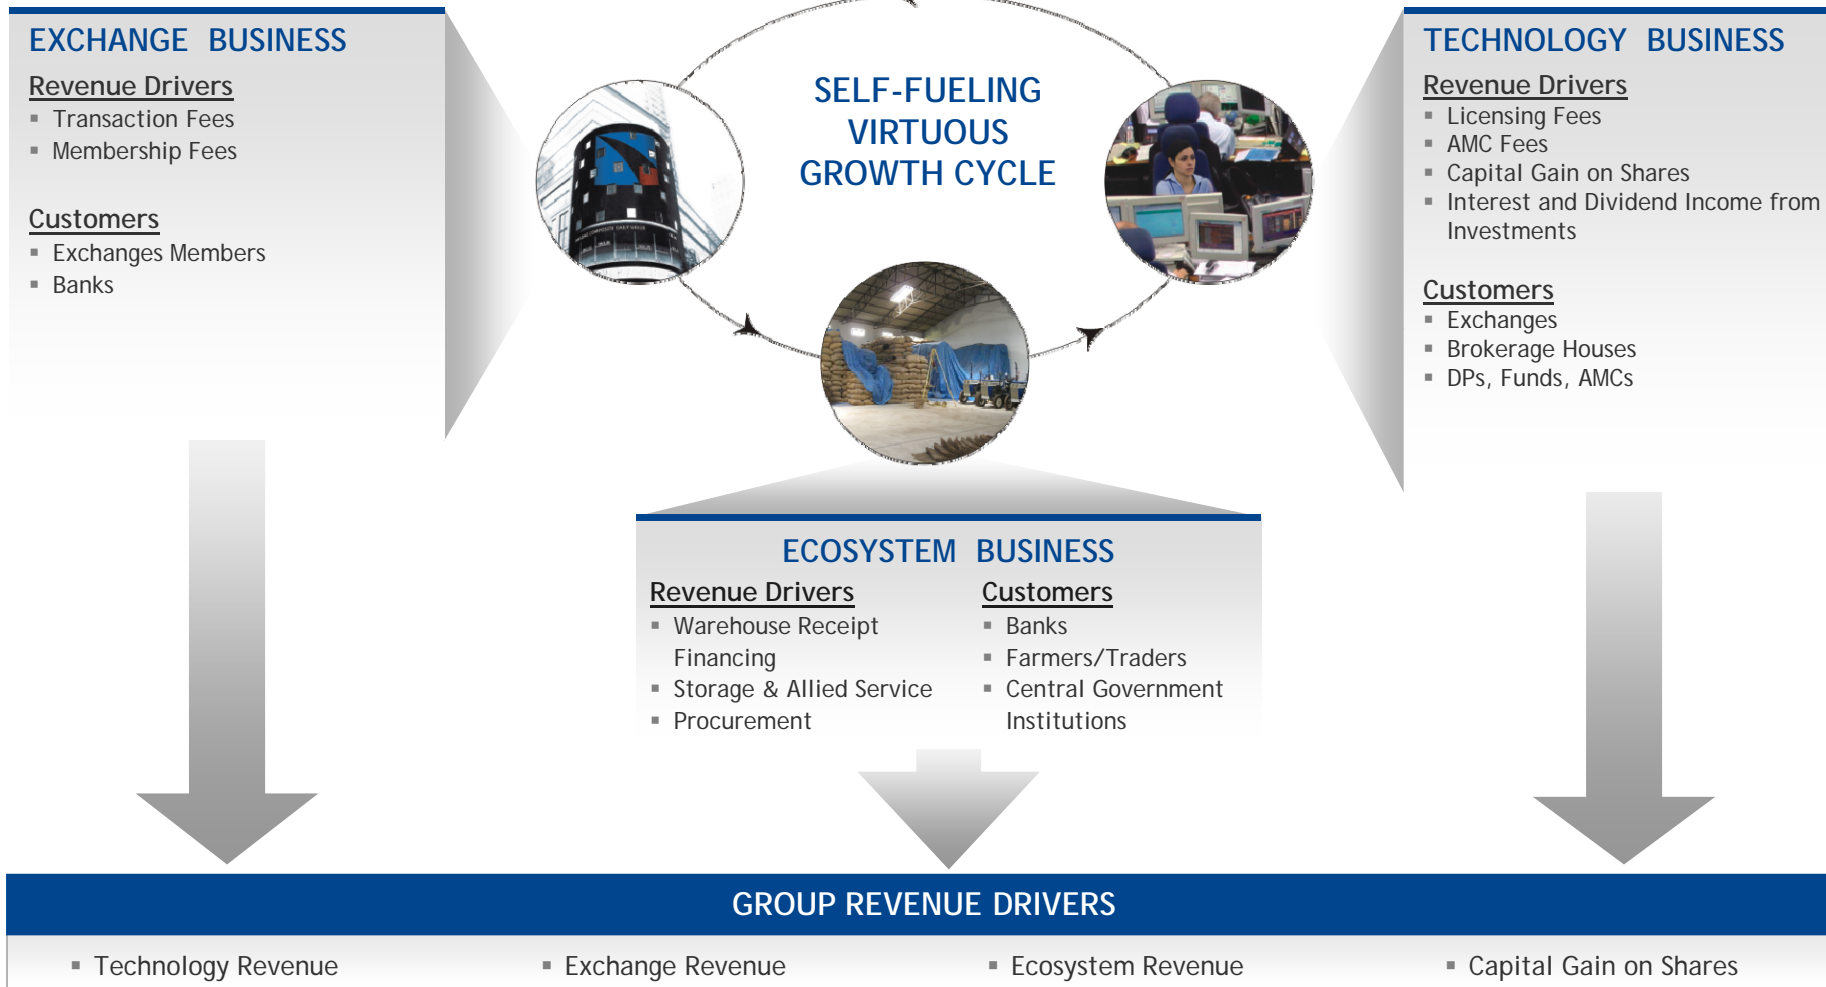 EXCHANGE BUSINESS
Revenue Drivers
▪ Transaction Fees
▪ Membership Fees
Customers
▪ Exchanges Members
▪ Banks
SELF-FUELING
VIRTUOUS
GROWTH CYCLE
TECHNOLOGY BUSINESS
Revenue Drivers
▪ Licensing Fees
▪ AMC Fees
▪ Capital Gain on Shares
▪ Interest and Dividend Income from
Investments
Customers
▪ Exchanges
▪ Brokerage Houses
▪ DPs, Funds, AMCs
ECOSYSTEM BUSINESS
Revenue Drivers
▪ Warehouse Receipt
Financing
▪ Storage & Allied Service
▪ Procurement
Customers
▪ Banks
▪ Farmers/Traders
▪ Central Government
Institutions
GROUP REVENUE DRIVERS
▪ Technology Revenue
▪ Exchange Revenue
▪ Ecosystem Revenue
▪ Capital Gain on Shares